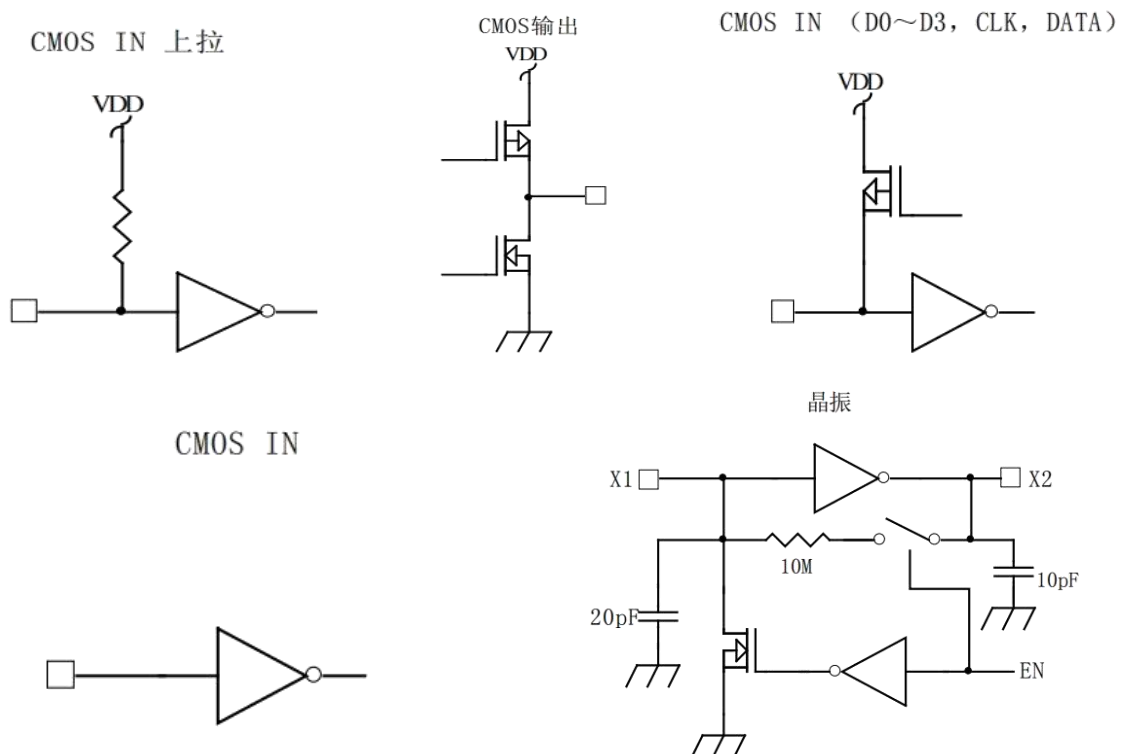 CMOS IN 上拉
VDD
CMOS输出
VDD
CMOS IN （D0～D3，CLK，DATA）
VDD
CMOS IN
晶振
X1
X2
10M
10pF
20pF
EN